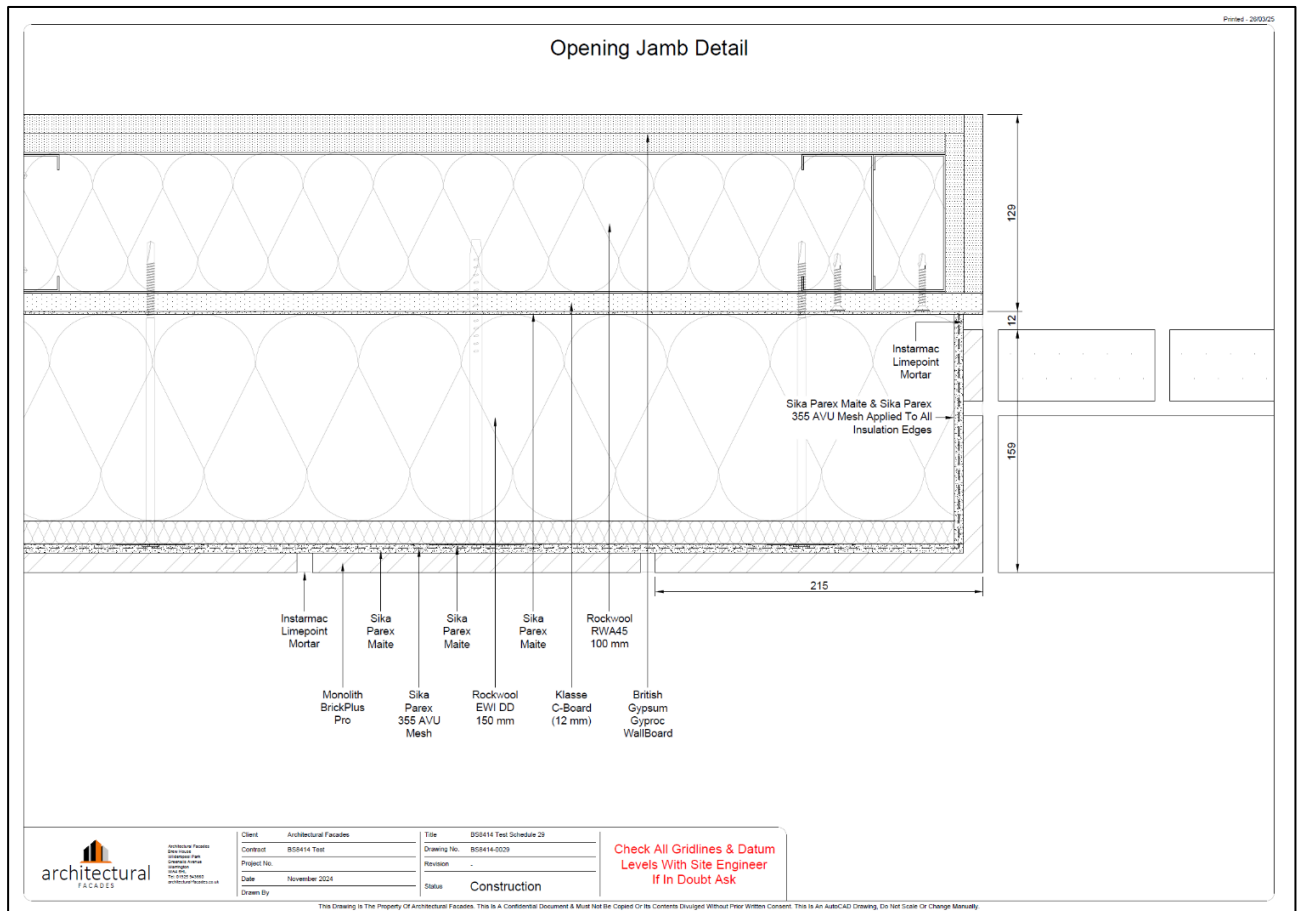 Printed - 26/03/25
Opening Jamb Detail
129
12
159
215
Instarmac
Limepoint
Mortar
Sika Parex Maite & Sika Parex
355 AVU Mesh Applied To All
Insulation Edges
Instarmac
Limepoint
Mortar
Sika
Parex
Maite
Sika
Parex
Maite
Sika
Parex
Maite
Rockwool
RWA45
100 mm
Monolith
BrickPlus
Pro
Sika
Parex
355 AVU
Mesh
Rockwool
EWI DD
150 mm
Klasse
C-Board
(12 mm)
British
Gypsum
Gyproc
WallBoard
architectural
FACADES
Architectural Facades
Warrington
architecturalfacades.co.uk
Client Architectural Facades
Contract BS8414 Test
Project No.
Date November 2024
Drawn By
Title BS8414 Test Schedule 29
Drawing No. BS8414-0029
Revision -
Status Construction
Check All Gridlines & Datum
Levels With Site Engineer
If In Doubt Ask
This Drawing Is The Property Of Architectural Facades. This Is A Confidential Document & Must Not Be Copied Or Its Contents Divulged Without Prior Written Consent. This Is An AutoCAD Drawing, Do Not Scale Or Change Manually.